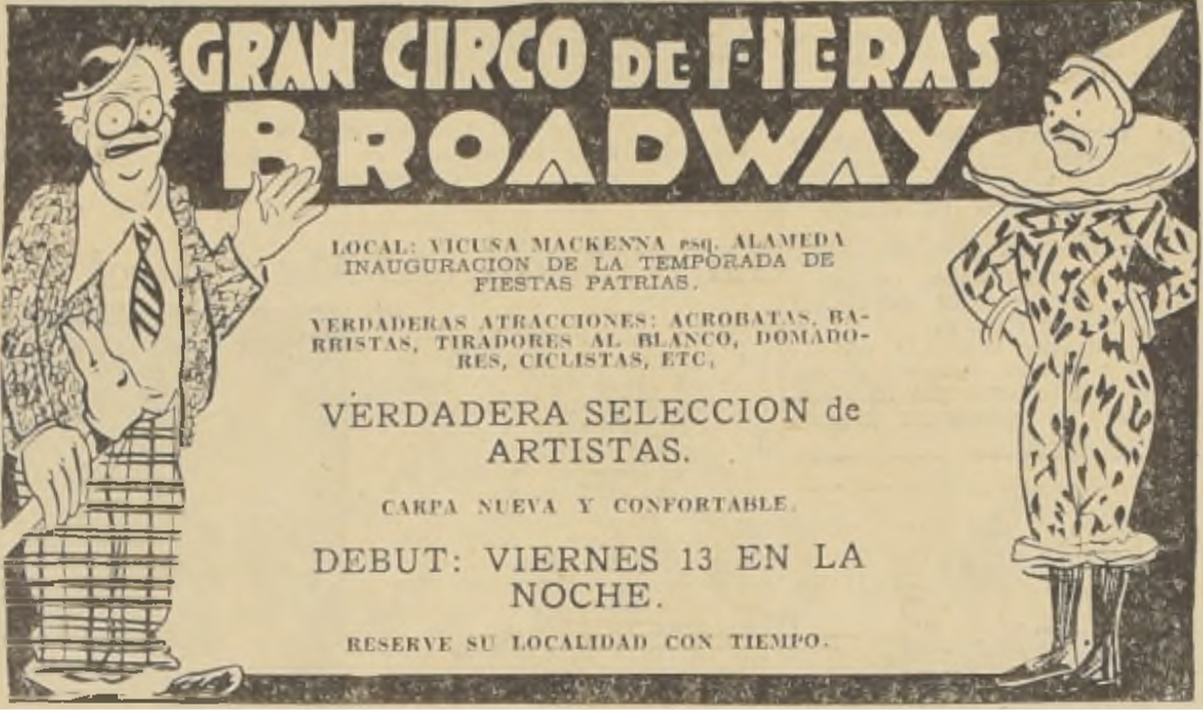 GRAN CIRCO DE FIERAS
BROADWAY
LOCAL: VICUSA MACKENNA esq. ALAMEDA
INAUGURACION DE LA TEMPORADA DE
FIESTAS PATRIAS.
VERDADERAS ATRACCIONES: ACROBATAS, BA-
RRISTAS, TIRADORES AL BLANCO, DOMADO-
RES, CICLISTAS, ETC,
VERDADERA SELECCION de
ARTISTAS.
CARPA NUEVA Y CONFORTABLE.
DEBUT: VIERNES 13 EN LA
NOCHE.
RESERVE SU LOCALIDAD CON TIEMPO.